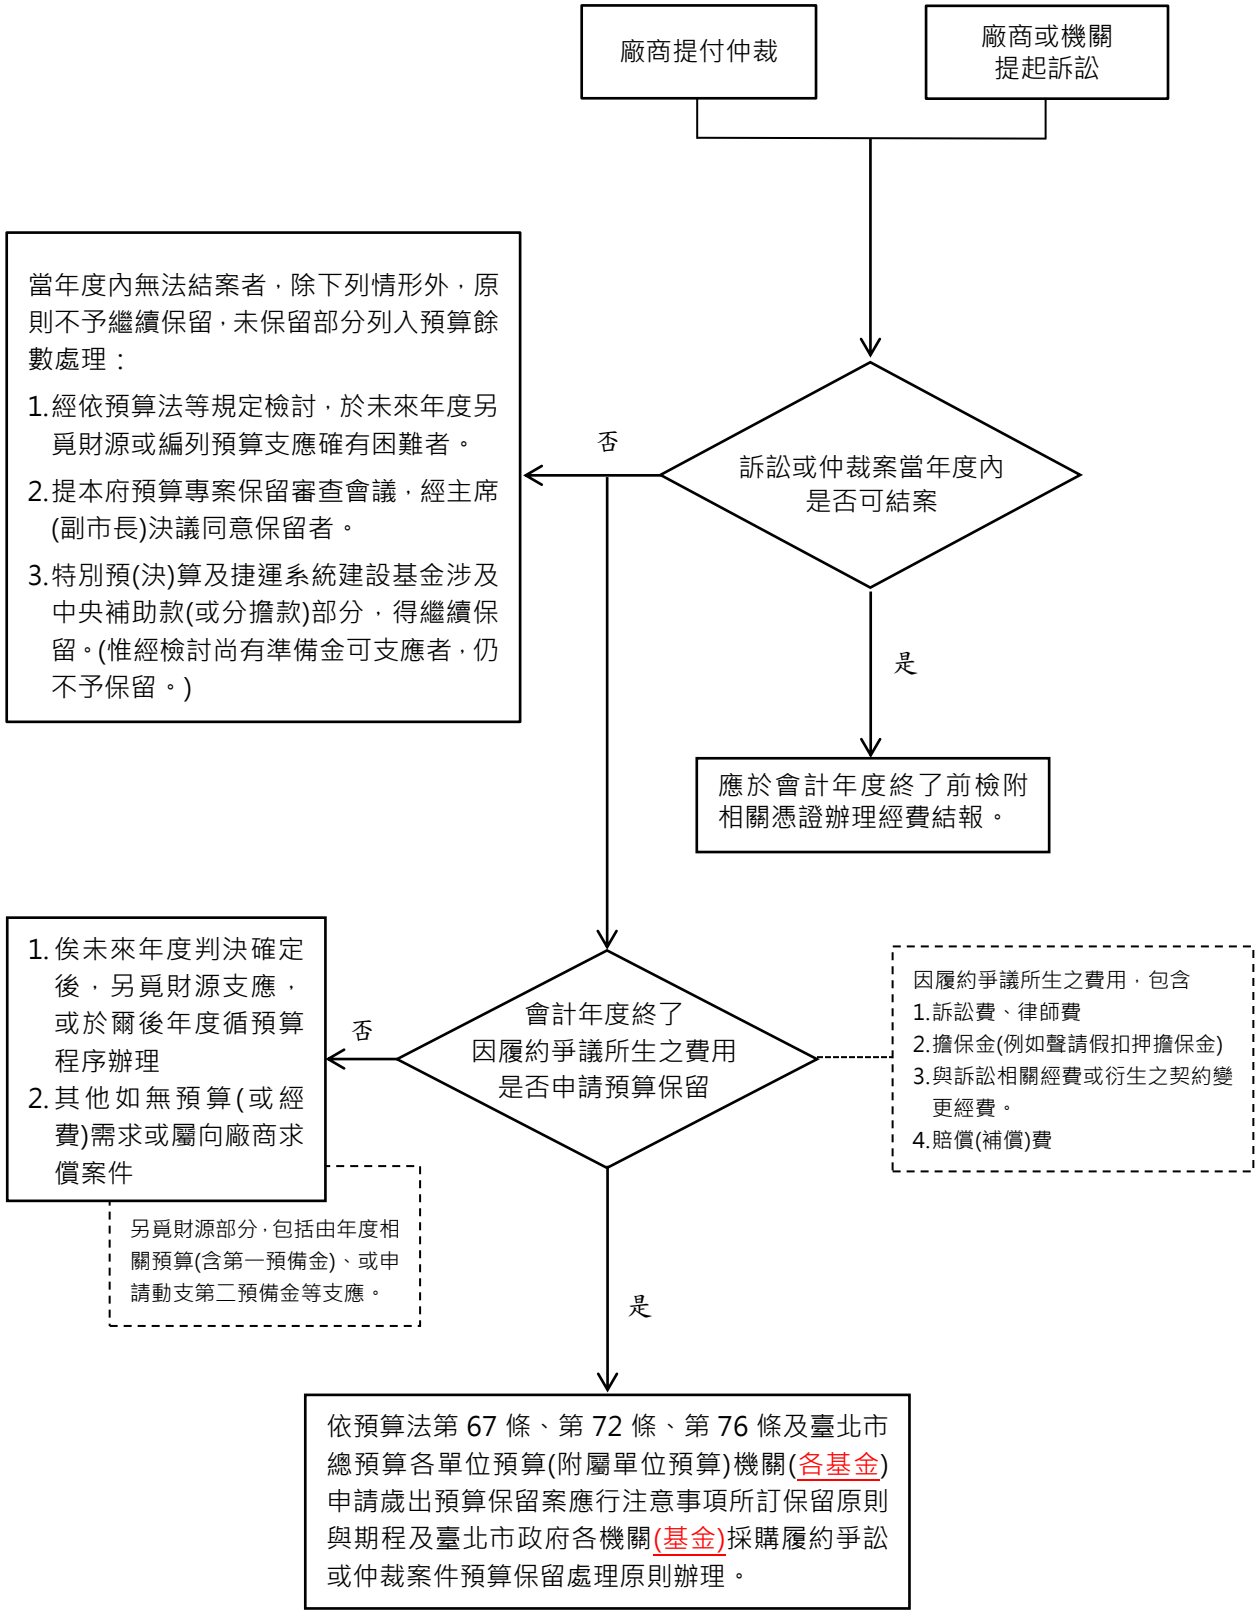 廠商提付仲裁
廠商或機關
提起訴訟
當年度內無法結案者，除下列情形外，原
則不予繼續保留，未保留部分列入預算餘
數處理：
1.經依預算法等規定檢討，於未來年度另
覓財源或編列預算支應確有困難者。
2.提本府預算專案保留審查會議，經主席
(副市長)決議同意保留者。
3.特別預(決)算及捷運系統建設基金涉及
中央補助款(或分擔款)部分，得繼續保
留。(惟經檢討尚有準備金可支應者，仍
不予保留。)
否
訴訟或仲裁案當年度內
是否可結案
是
應於會計年度終了前檢附
相關憑證辦理經費結報。
1.俟未來年度判決確定
後，另覓財源支應，
或於爾後年度循預算
程序辦理
2.其他如無預算(或經
費)需求或屬向廠商求
償案件
否
會計年度終了
因履約爭議所生之費用
是否申請預算保留
因履約爭議所生之費用，包含
1.訴訟費、律師費
2.擔保金(例如聲請假扣押擔保金)
3.與訴訟相關經費或衍生之契約變
更經費。
4.賠償(補償)費
另覓財源部分，包括由年度相
關預算(含第一預備金)、或申
請動支第二預備金等支應。
是
依預算法第 67 條、第 72 條、第 76 條及臺北市
總預算各單位預算(附屬單位預算)機關(各基金)
申請歲出預算保留案應行注意事項所訂保留原則
與期程及臺北市政府各機關(基金)採購履約爭訟
或仲裁案件預算保留處理原則辦理。